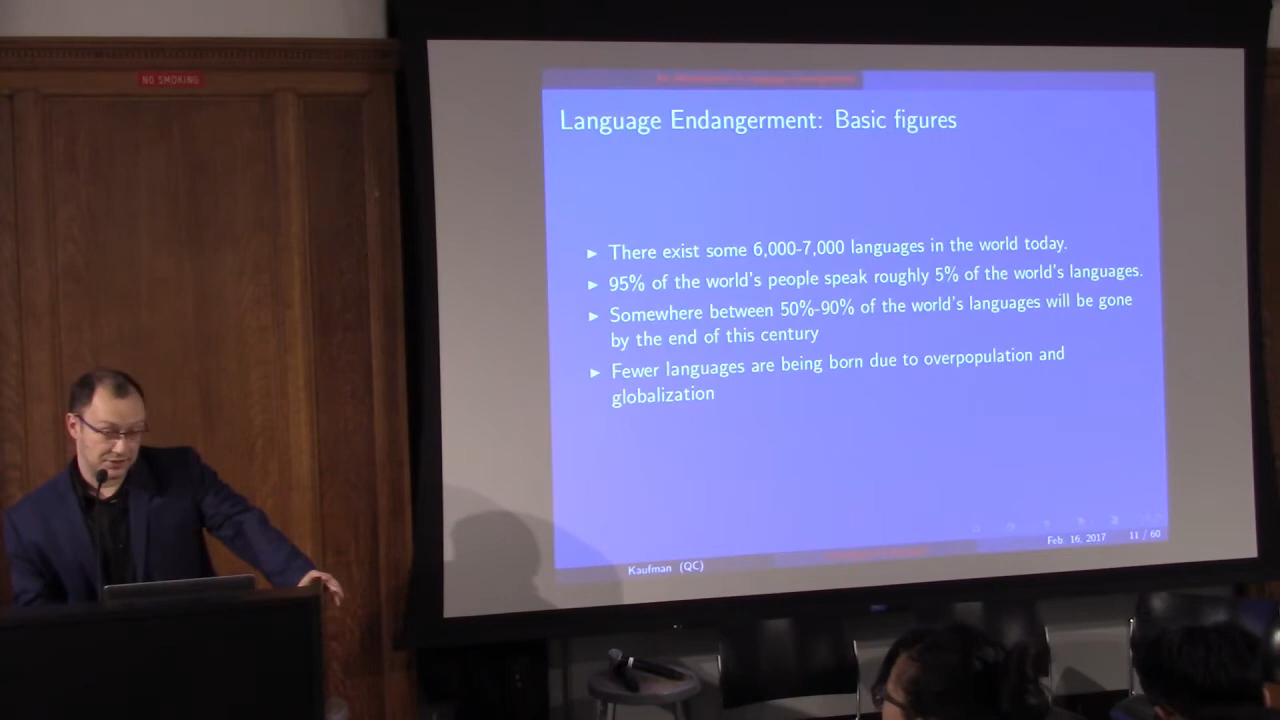 NO SMOKING
Language Endangerment: Basic figures
► There exist some 6,000-7,000 languages in the world today.
► 95% of the world's people speak roughly 5% of the world's languages.
► Somewhere between 50%-90% of the world's languages will be gone
by the end of this century
► Fewer languages are being born due to overpopulation and
globalization
Kaufman (QC)
Feb. 16, 2017
11 / 60